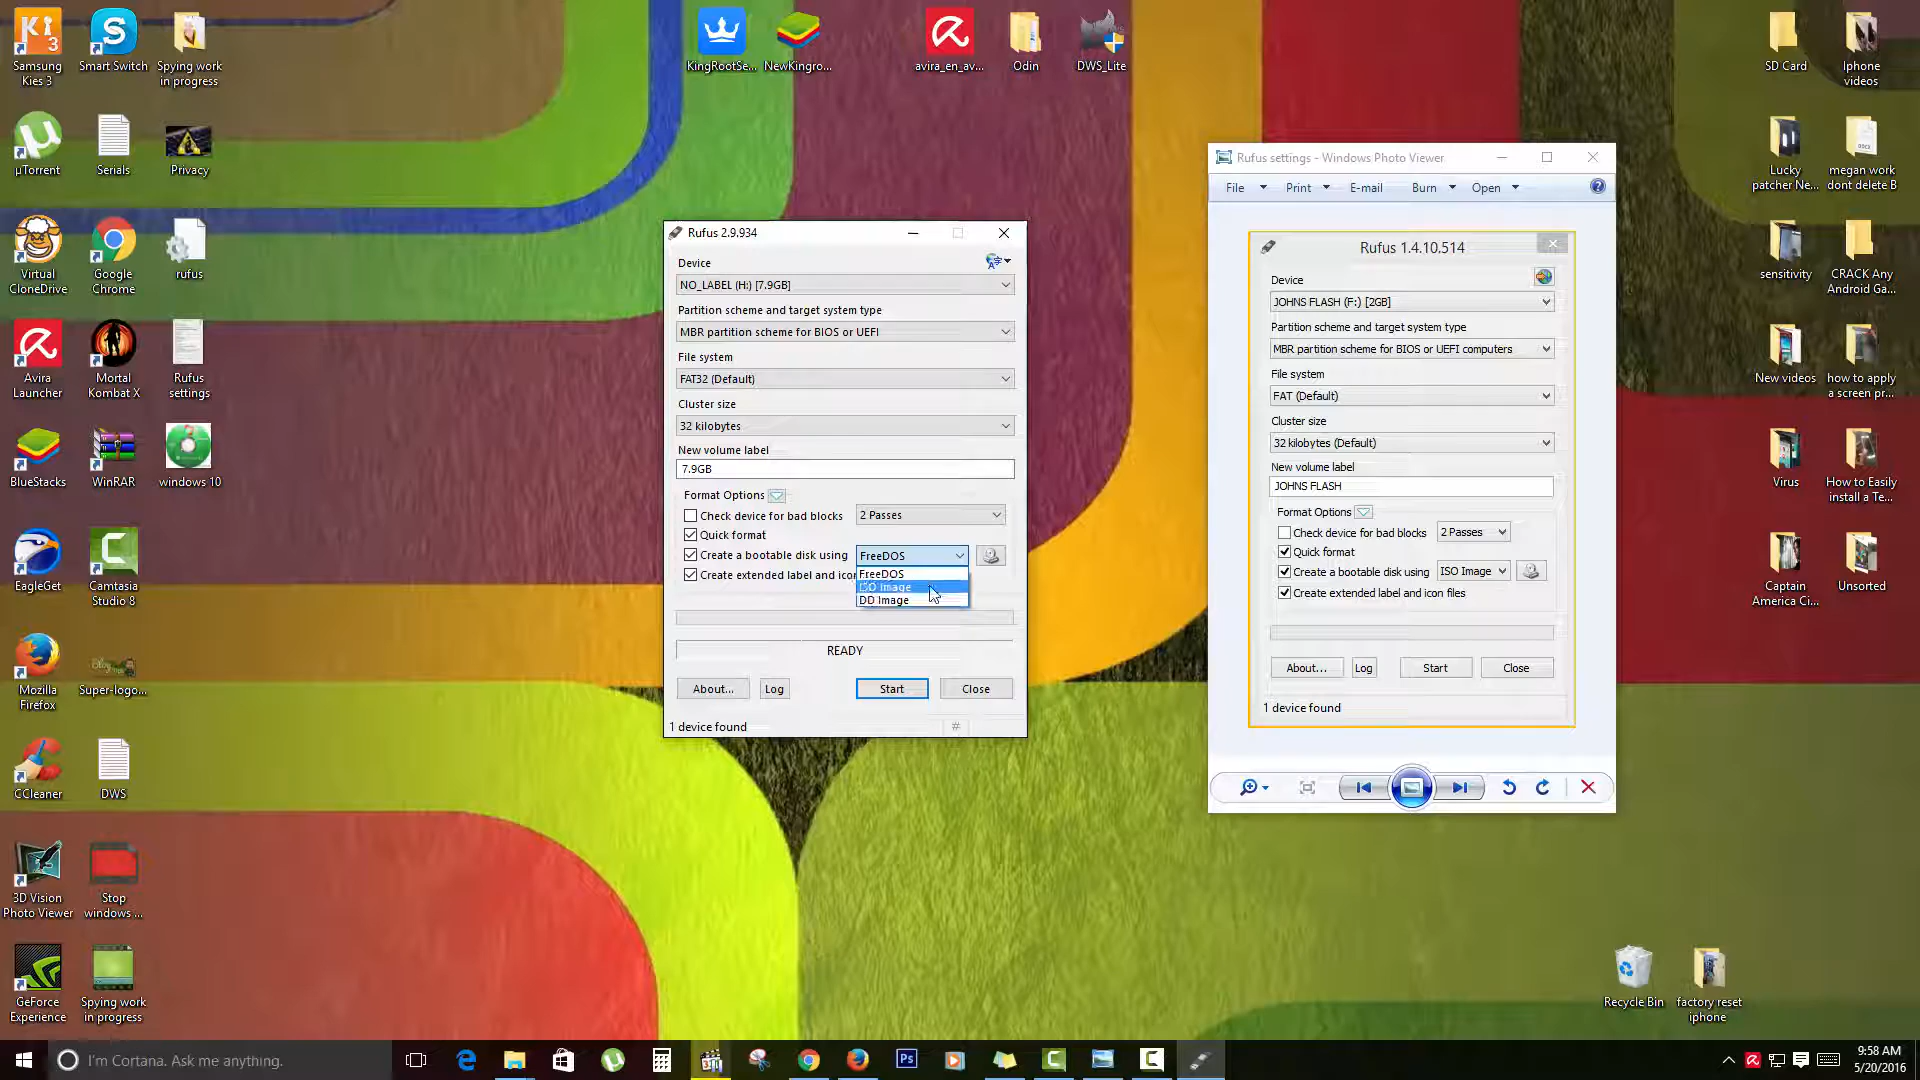 Samsung
Kies 3
Smart Switch
Spying work
in progress
KingRootSe...
NewKingro...
avira_en_av...
Odin
DWS_Lite
SD Card
Iphone
videos
µTorrent
Serials
Privacy
Lucky
patcher Ne...
megan work
dont delete B
Virtual
CloneDrive
Google
Chrome
rufus
sensitivity
CRACK Any
Android Ga...
Avira
Launcher
Mortal
Kombat X
Rufus
settings
New videos
how to apply
a screen pr...
BlueStacks
WinRAR
windows 10
Virus
How to Easily
install a Te...
EagleGet
Camtasia
Studio 8
Captain
America Ci...
Unsorted
Mozilla
Firefox
Super-logo...
CCleaner
DWS
3D Vision
Photo Viewer
Stop
windows ...
GeForce
Experience
Spying work
in progress
Recycle Bin
factory reset
iphone
Rufus 2.9.934
Device
NO_LABEL (H:) [7.9GB]
Partition scheme and target system type
MBR partition scheme for BIOS or UEFI
File system
FAT32 (Default)
Cluster size
32 kilobytes
New volume label
7.9GB
Format Options
Check device for bad blocks
2 Passes
Quick format
Create a bootable disk using
FreeDOS
Create extended label and icon
FreeDOS
ISO Image
DD Image
READY
About...
Log
Start
Close
1 device found
#
Rufus settings - Windows Photo Viewer
File
Print
E-mail
Burn
Open
Rufus 1.4.10.514
Device
JOHNS FLASH (F:) [2GB]
Partition scheme and target system type
MBR partition scheme for BIOS or UEFI computers
File system
FAT (Default)
Cluster size
32 kilobytes (Default)
New volume label
JOHNS FLASH
Format Options
Check device for bad blocks
2 Passes
Quick format
Create a bootable disk using
ISO Image
Create extended label and icon files
About...
Log
Start
Close
1 device found
I'm Cortana. Ask me anything.
9:58 AM
5/20/2016